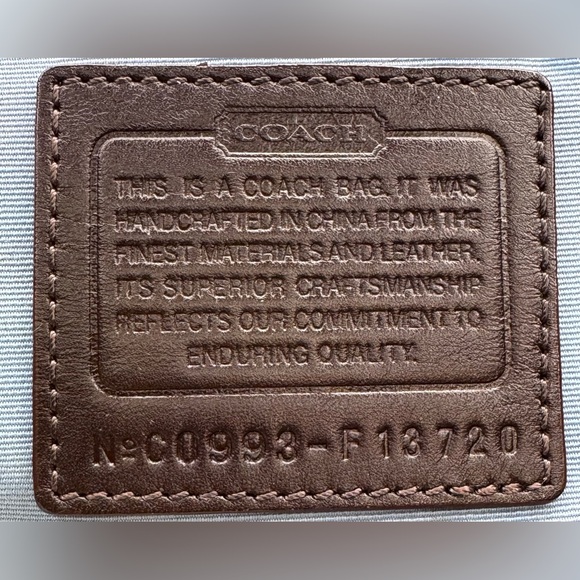 COACH
THIS IS A COACH BAG. IT WAS
HANDCRAFTED IN CHINA FROM THE
FINEST MATERIALS AND LEATHER.
ITS SUPERIOR CRAFTSMANSHIP
REFLECTS OUR COMMITMENT TO
ENDURING QUALITY.
Nº C0993-F13720